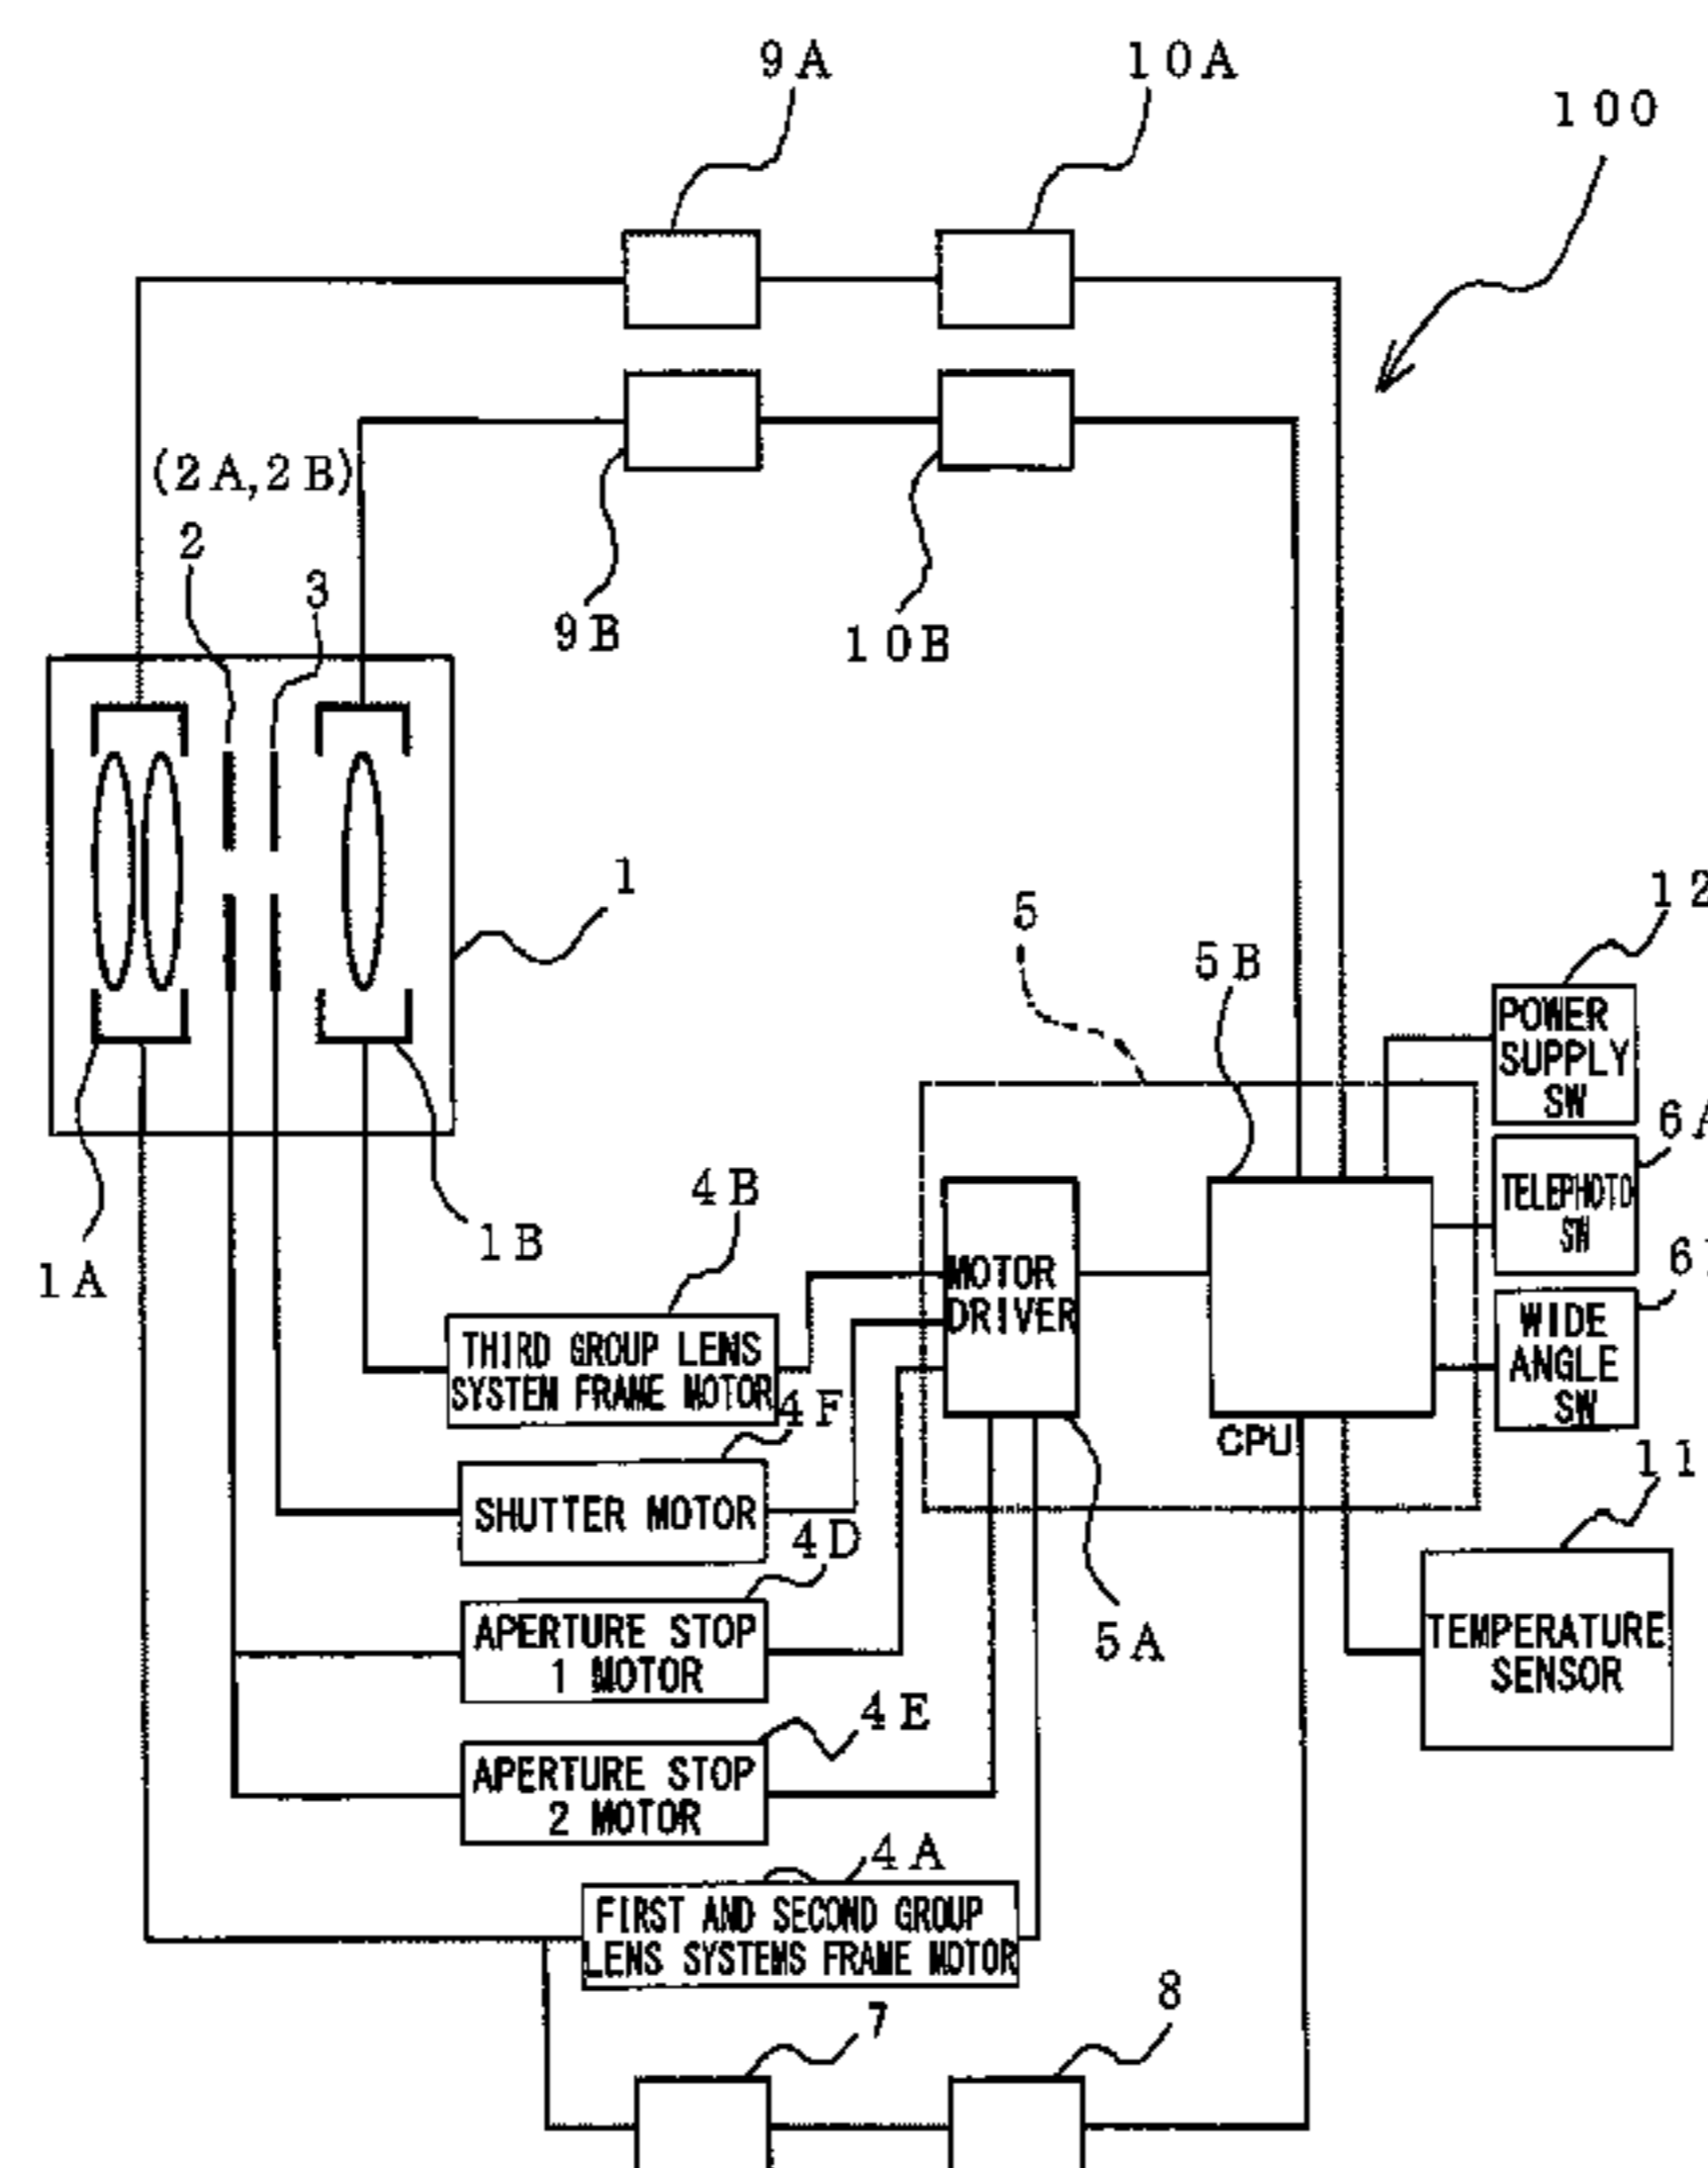 9A
10A
100
(2A,2B)
2
3
9B
10B
1
5
5B
12
POWER
SUPPLY
SW
6A
TELEPHOTO
SW
4B
1B
1A
MOTOR
DRIVER
WIDE
ANGLE
SW
THIRD GROUP LENS
SYSTEM FRAME MOTOR
4F
CPU
11
SHUTTER MOTOR
4D
5A
APERTURE STOP
1 MOTOR
TEMPERATURE
SENSOR
4E
APERTURE STOP
2 MOTOR
4A
FIRST AND SECOND GROUP
LENS SYSTEMS FRAME MOTOR
7
8